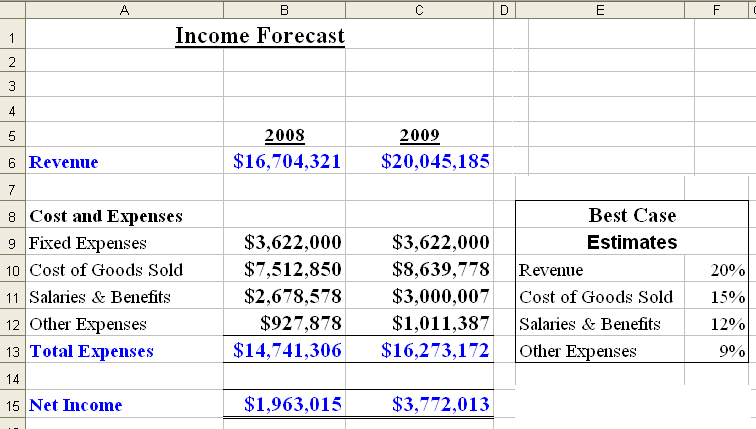 A B C D E F
1 Income Forecast
2
3
4
5 2008 2009
6 Revenue $16,704,321 $20,045,185
7
8 Cost and Expenses Best Case
9 Fixed Expenses $3,622,000 $3,622,000 Estimates
10 Cost of Goods Sold $7,512,850 $8,639,778 Revenue 20%
11 Salaries & Benefits $2,678,578 $3,000,007 Cost of Goods Sold 15%
12 Other Expenses $927,878 $1,011,387 Salaries & Benefits 12%
13 Total Expenses $14,741,306 $16,273,172 Other Expenses 9%
14
15 Net Income $1,963,015 $3,772,013